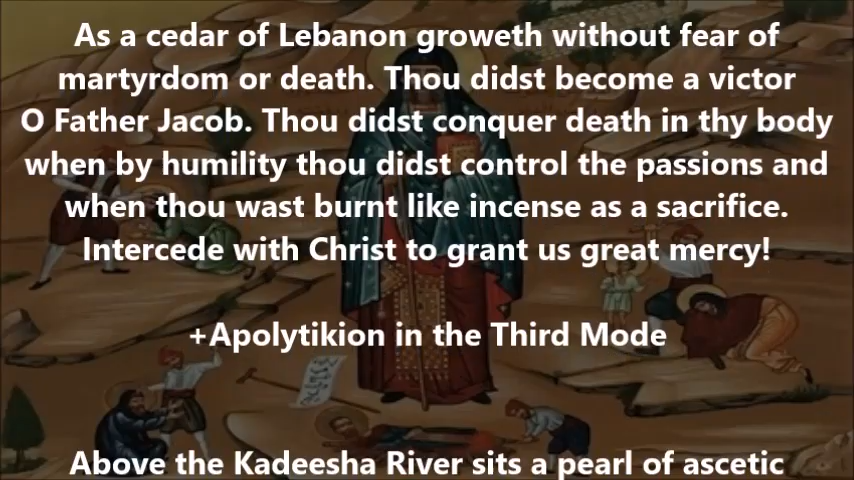 As a cedar of Lebanon groweth without fear of
martyrdom or death. Thou didst become a victor
O Father Jacob. Thou didst conquer death in thy body
when by humility thou didst control the passions and
when thou wast burnt like incense as a sacrifice.
Intercede with Christ to grant us great mercy!
+Apolytikion in the Third Mode
Above the Kadeesha River sits a pearl of ascetic